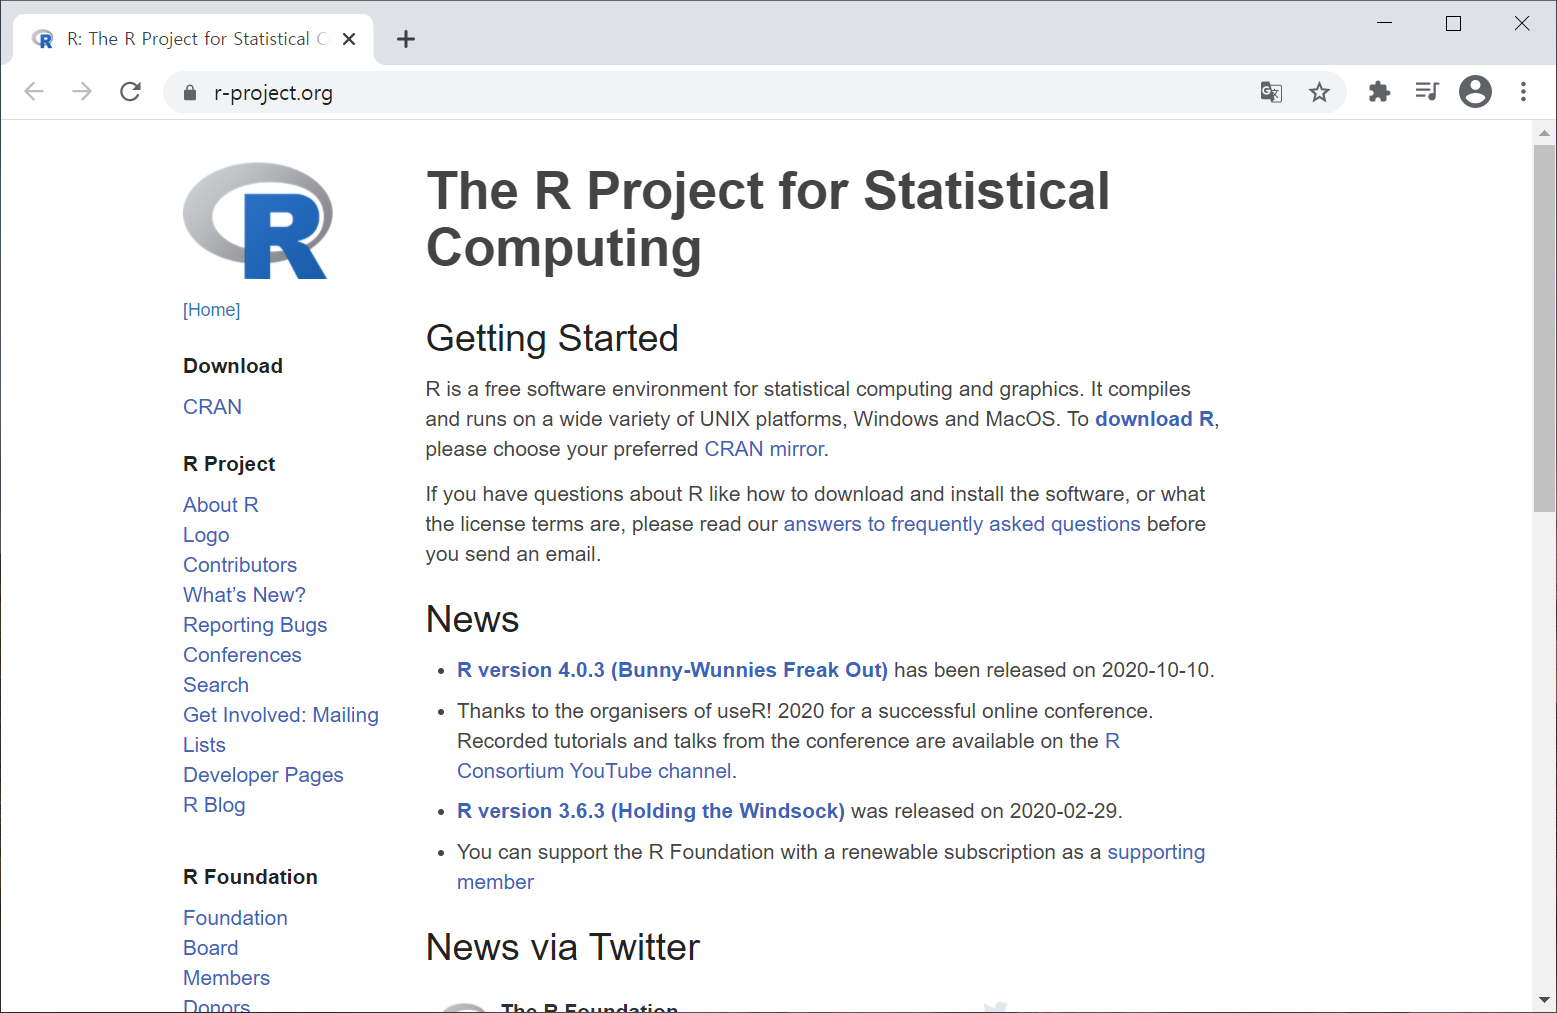 R: The R Project for Statistical C
r-project.org
R
[Home]
Download
CRAN
R Project
About R
Logo
Contributors
What’s New?
Reporting Bugs
Conferences
Search
Get Involved: Mailing
Lists
Developer Pages
R Blog
R Foundation
Foundation
Board
Members
Donors
The R Project for Statistical
Computing
Getting Started
R is a free software environment for statistical computing and graphics. It compiles
and runs on a wide variety of UNIX platforms, Windows and MacOS. To download R,
please choose your preferred CRAN mirror.
If you have questions about R like how to download and install the software, or what
the license terms are, please read our answers to frequently asked questions before
you send an email.
News
• R version 4.0.3 (Bunny-Wunnies Freak Out) has been released on 2020-10-10.
• Thanks to the organisers of useR! 2020 for a successful online conference.
Recorded tutorials and talks from the conference are available on the R
Consortium YouTube channel.
• R version 3.6.3 (Holding the Windsock) was released on 2020-02-29.
• You can support the R Foundation with a renewable subscription as a supporting
member
News via Twitter
The R Foundation